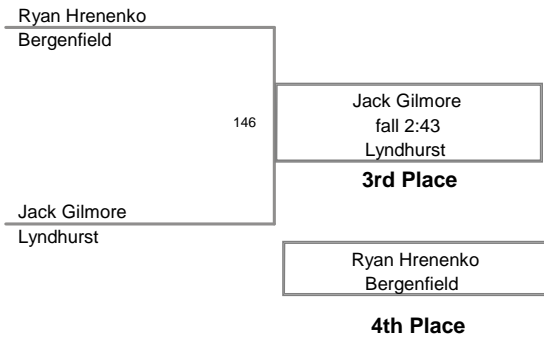 Ryan Hrenenko
Bergenfield
146
Jack Gilmore
fall 2:43
Lyndhurst
3rd Place
Jack Gilmore
Lyndhurst
Ryan Hrenenko
Bergenfield
4th Place